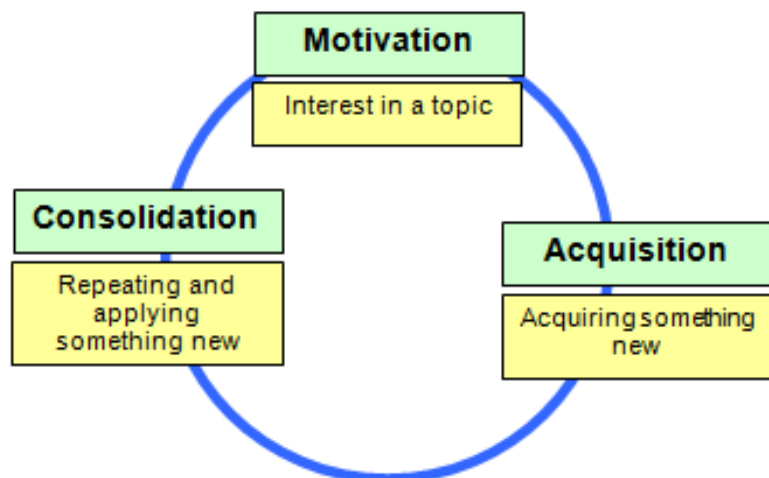 Motivation
Interest in a topic
Consolidation
Repeating and
applying
something new
Acquisition
Acquiring something
new